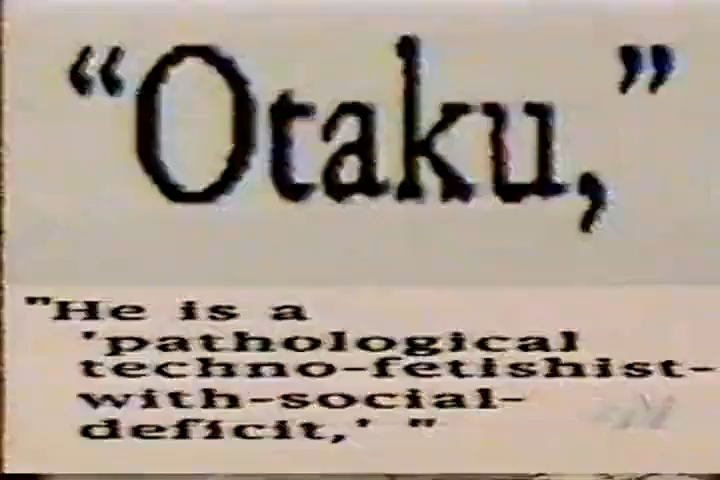 “Otaku,”
"He is a
'pathological
techno-fetishist-
with-social-
deficit,' "